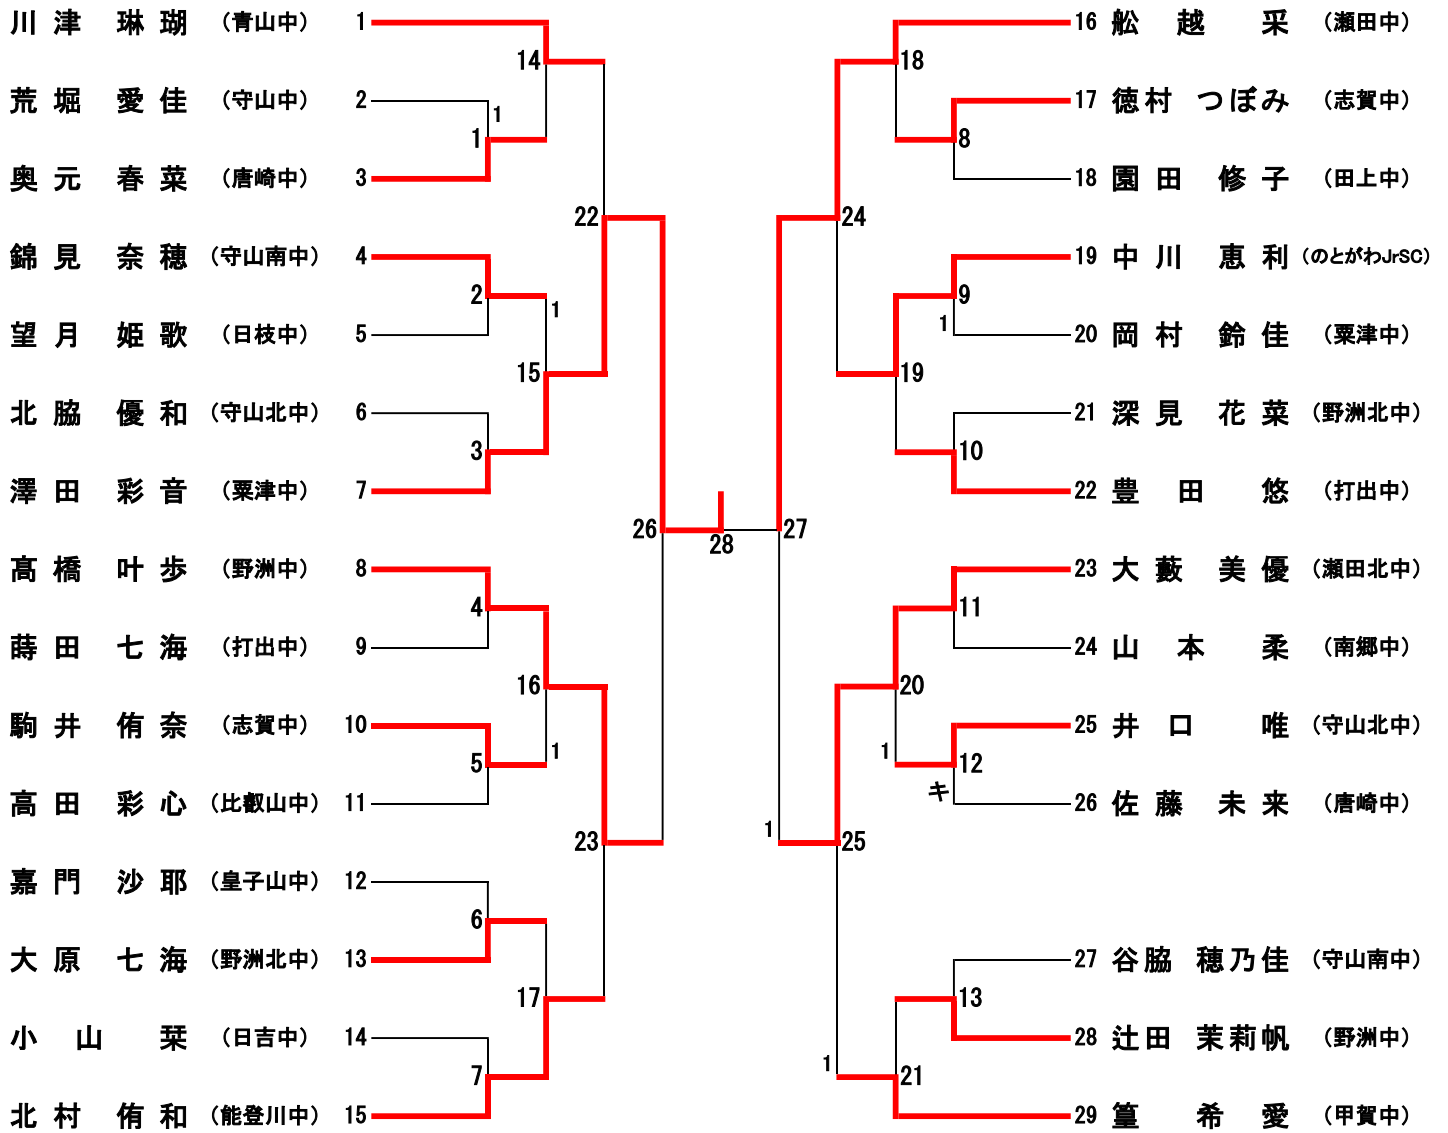 川津 琳瑚 （青山中） 1
荒堀 愛佳 （守山中） 2
奥元 春菜 （唐崎中） 3
錦見 奈穂 （守山南中） 4
望月 姫歌 （日枝中） 5
北脇 優和 （守山北中） 6
澤田 彩音 （粟津中） 7
髙橋 叶歩 （野洲中） 8
蒔田 七海 （打出中） 9
駒井 侑奈 （志賀中） 10
高田 彩心 （比叡山中） 11
嘉門 沙耶 （皇子山中） 12
大原 七海 （野洲北中） 13
小山 栞 （日吉中） 14
北村 侑和 （能登川中） 15
14
1
1
22
2
1
15
3
26
4
16
5
1
23
6
17
7
28
16 舩越 采 （瀬田中）
17 徳村 つぼみ （志賀中）
18 園田 修子 （田上中）
19 中川 恵利 （のとがわJrSC）
20 岡村 鈴佳 （粟津中）
21 深見 花菜 （野洲北中）
22 豊田 悠 （打出中）
23 大藪 美優 （瀬田北中）
24 山本 柔 （南郷中）
25 井口 唯 （守山北中）
26 佐藤 未来 （唐崎中）
27 谷脇 穂乃佳 （守山南中）
28 辻田 茉莉帆 （野洲中）
29 篁 希愛 （甲賀中）
18
8
24
9
1
19
10
27
11
20
1
12
キ
1
25
13
1
21